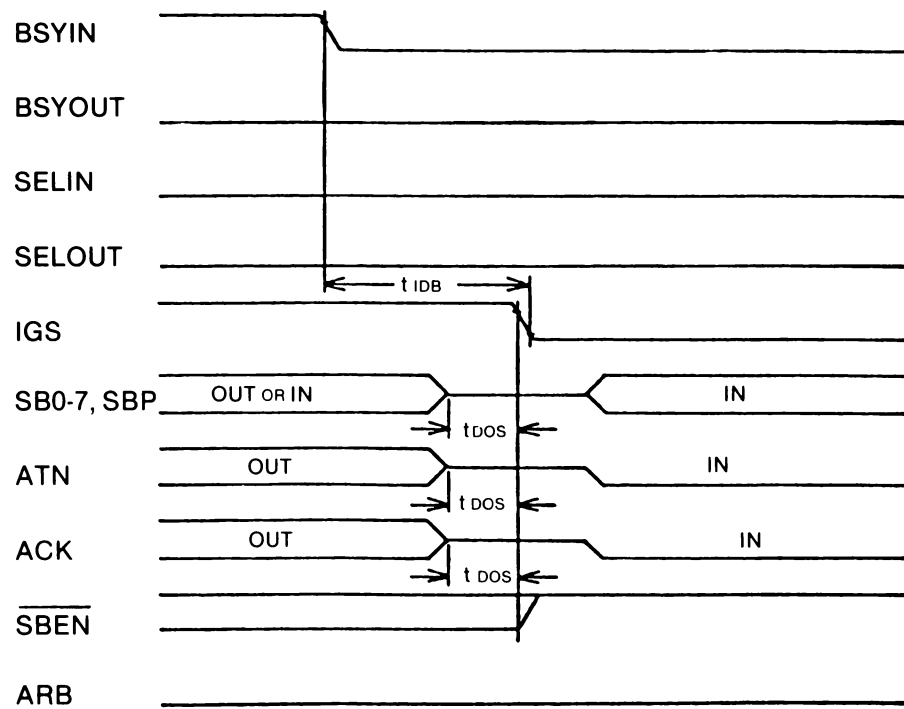 BSYIN
BSYOUT
SELIN
SELOUT
t IDB
IGS
SB0-7, SBP
OUT OR IN
IN
t DOS
ATN
OUT
IN
t DOS
ACK
OUT
IN
t DOS
SBEN
ARB